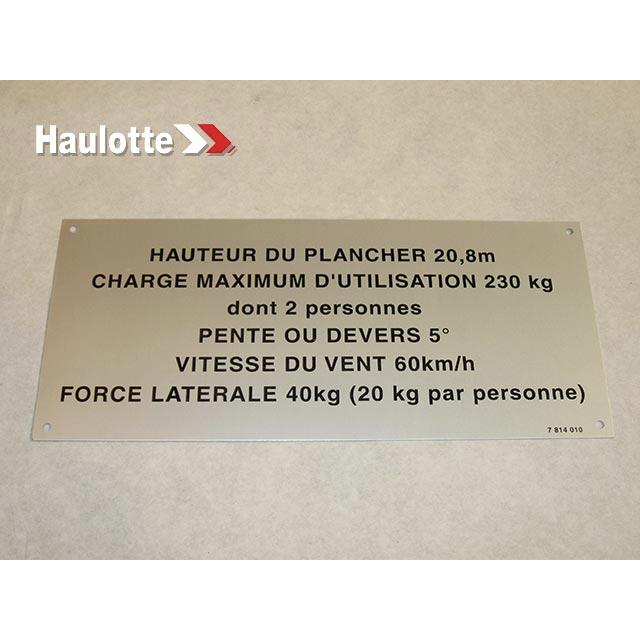 Haulotte
HAUTEUR DU PLANCHER 20,8m
CHARGE MAXIMUM D'UTILISATION 230 kg
dont 2 personnes
PENTE OU DEVERS 5°
VITESSE DU VENT 60km/h
FORCE LATERALE 40kg (20 kg par personne)
7 814 010